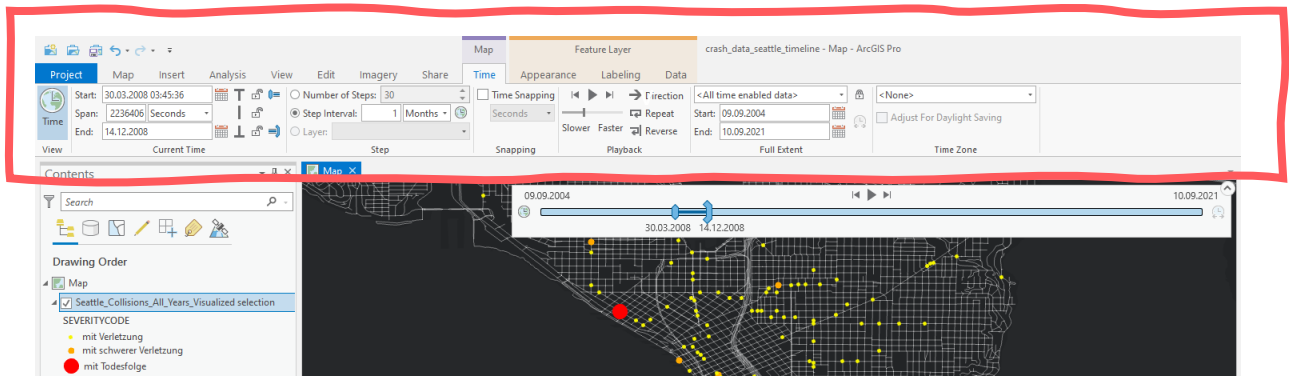 Map Feature Layer crash_data_seattle_timeline - Map - ArcGIS Pro
Project Map Insert Analysis View Edit Imagery Share Time Appearance Labeling Data
Start: 30.03.2008 03:45:36 Number of Steps: 30 Time Snapping Direction <All time enabled data> <None>
Time Span: 2236406 Seconds Step Interval: 1 Months Seconds Repeat Start: 09.09.2004 Adjust For Daylight Saving
End: 14.12.2008 Layer: Slower Faster Reverse End: 10.09.2021
View Current Time Step Snapping Playback Full Extent Time Zone
Contents Map
Search 09.09.2004 10.09.2021
30.03.2008 14.12.2008
Drawing Order
Map
Seattle_Collisions_All_Years_Visualized selection
SEVERITYCODE
mit Verletzung
mit schwerer Verletzung
mit Todesfolge